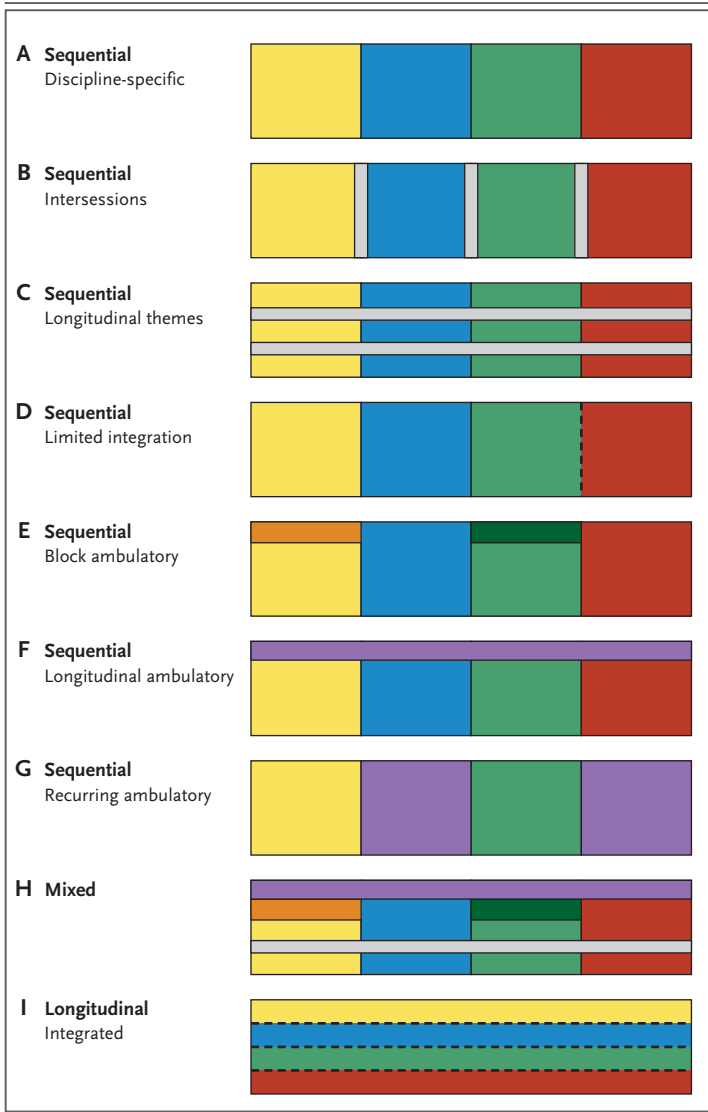 A Sequential
Discipline-specific
B Sequential
Intersessions
C Sequential
Longitudinal themes
D Sequential
Limited integration
E Sequential
Block ambulatory
F Sequential
Longitudinal ambulatory
G Sequential
Recurring ambulatory
H Mixed
I Longitudinal
Integrated